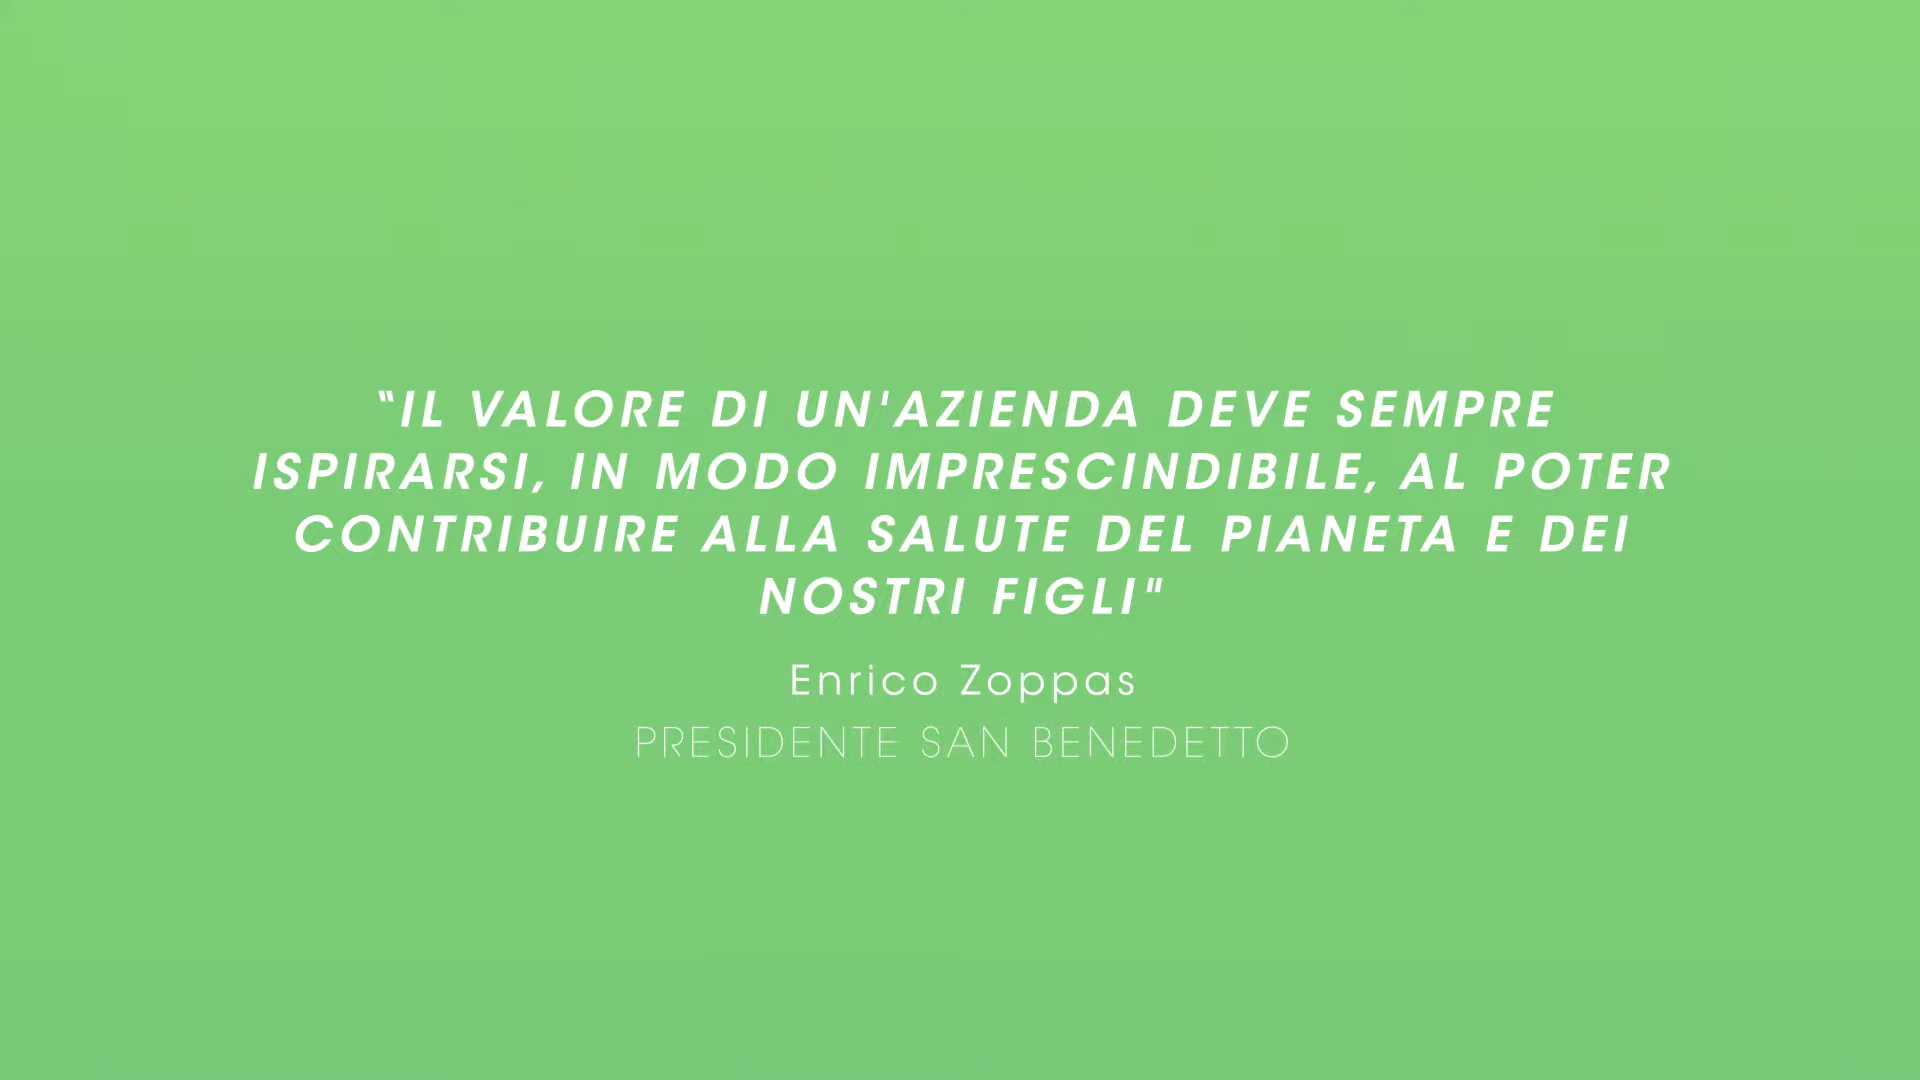 "IL VALORE DI UN'AZIENDA DEVE SEMPRE
ISPIRARSI, IN MODO IMPRESCINDIBILE, AL POTER
CONTRIBUIRE ALLA SALUTE DEL PIANETA E DEI
NOSTRI FIGLI"
Enrico Zoppas
PRESIDENTE SAN BENEDETTO